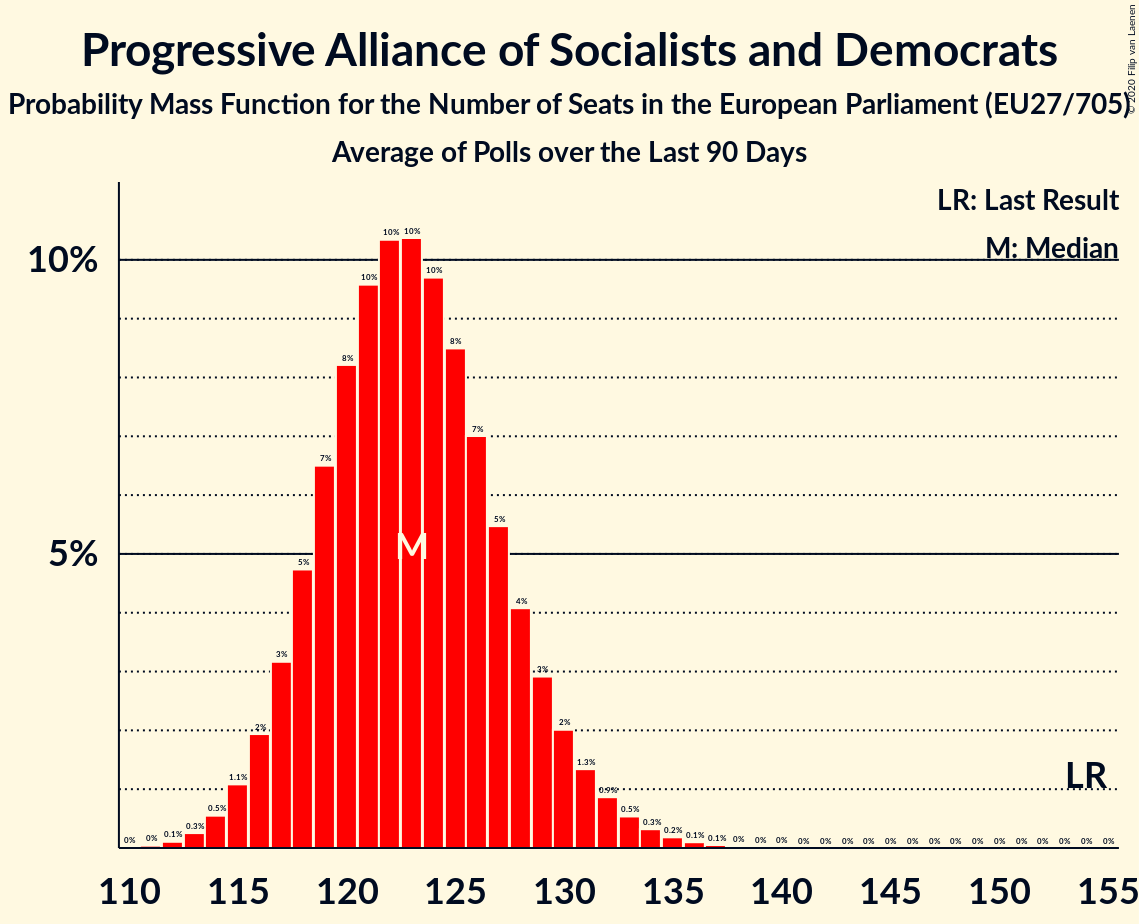 Progressive Alliance of Socialists and Democrats
Probability Mass Function for the Number of Seats in the European Parliament (EU27/705)
Average of Polls over the Last 90 Days
© 2020 Filip van Laenen
LR: Last Result
M: Median
10%
5%
0% 0% 0.1% 0.3% 0.5% 1.1% 2% 3% 5% 7% 8% 10% 10% 10% 10% 8% 7% 5% 4% 3% 2% 1.3% 0.9% 0.5% 0.3% 0.2% 0.1% 0.1% 0% 0% 0% 0% 0% 0% 0% 0% 0% 0% 0% 0% 0% 0% 0% 0% 0% 0%
M
LR
110 115 120 125 130 135 140 145 150 155